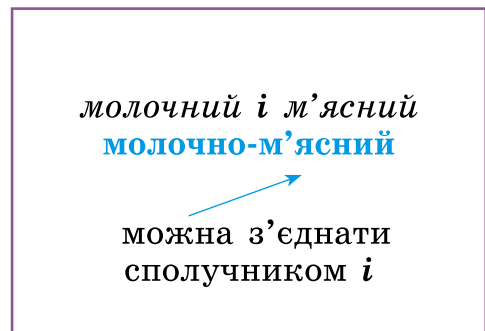 молочний і м’ясний
молочно-м’ясний
можна з’єднати
сполучником і